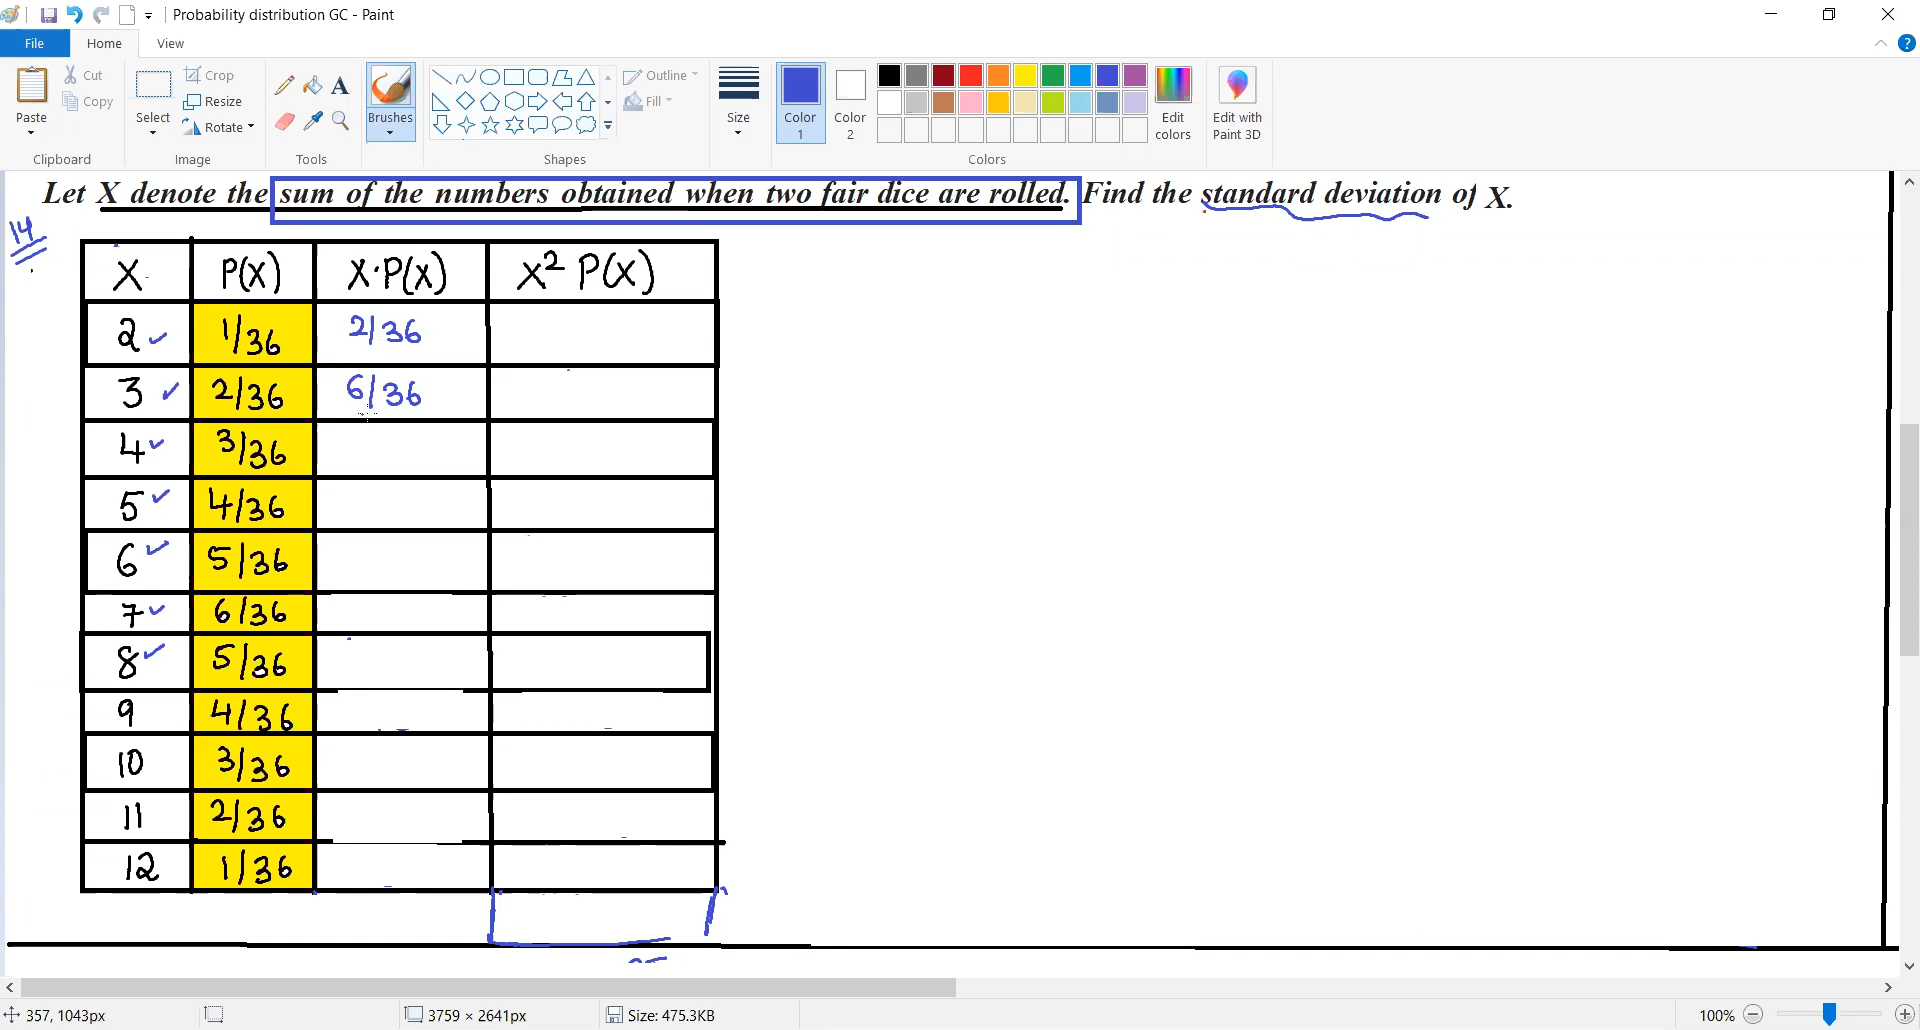 Probability distribution GC - Paint
File Home View
Paste
Cut
Copy
Clipboard
Select
Crop
Resize
Rotate
Image
A
Tools
Brushes
Outline
Fill
Shapes
Size
Color 1
Color 2
Colors
Edit colors
Edit with Paint 3D
Let X denote the sum of the numbers obtained when two fair dice are rolled. Find the standard deviation of X.
14
X P(X) X·P(X) X² P(X)
2 1/36 2/36
3 2/36 6/36
4 3/36
5 4/36
6 5/36
7 6/36
8 5/36
9 4/36
10 3/36
11 2/36
12 1/36
357, 1043px 3759 × 2641px Size: 475.3KB 100%